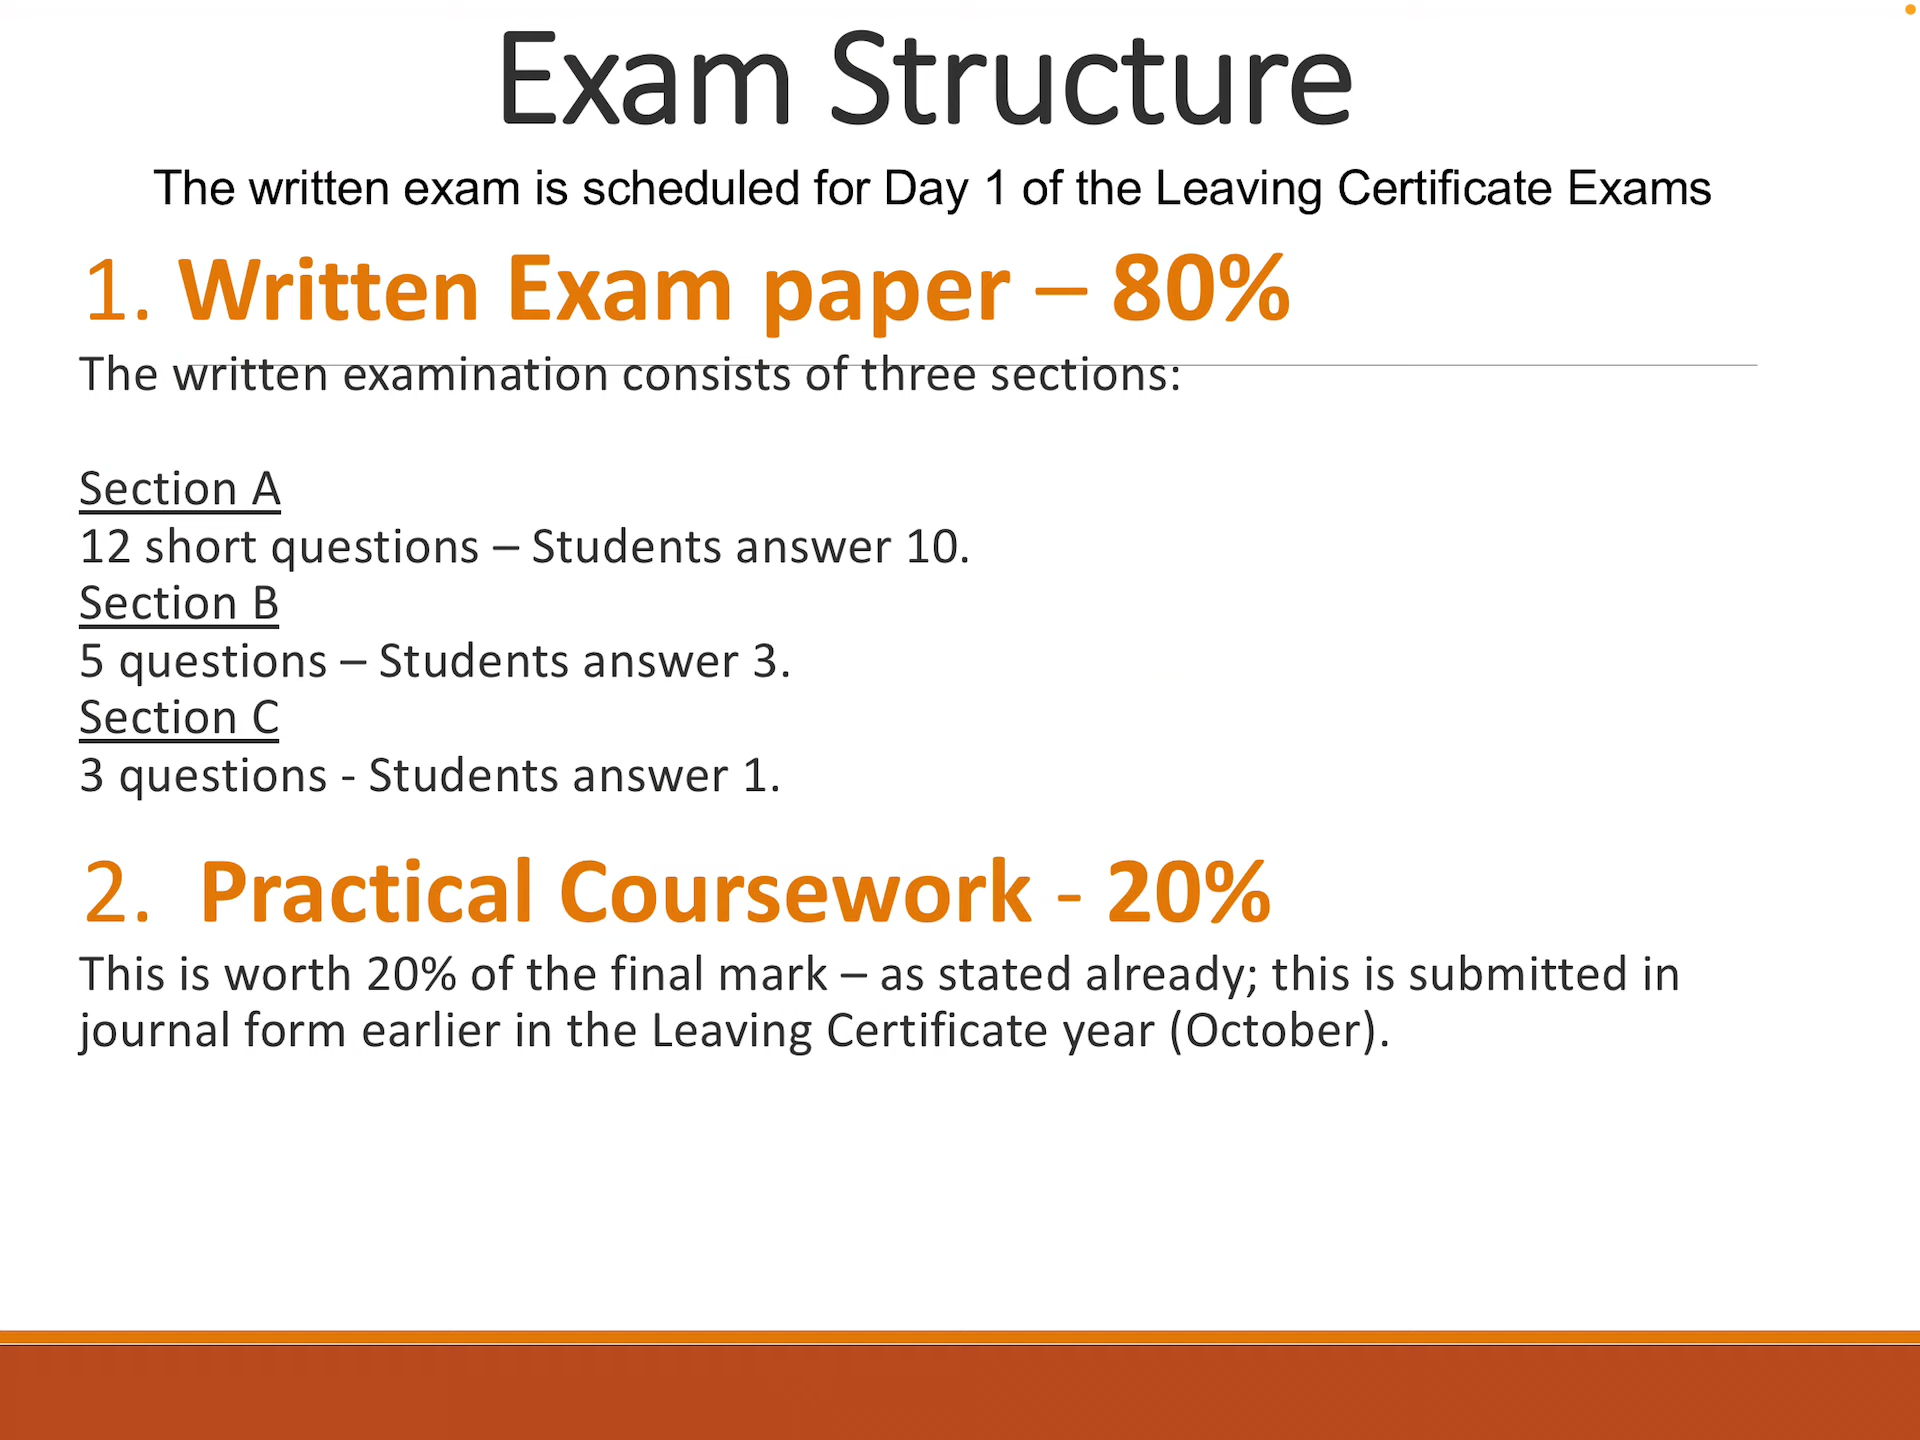 Exam Structure
The written exam is scheduled for Day 1 of the Leaving Certificate Exams
1. Written Exam paper – 80%
The written examination consists of three sections:
Section A
12 short questions – Students answer 10.
Section B
5 questions – Students answer 3.
Section C
3 questions - Students answer 1.
2. Practical Coursework - 20%
This is worth 20% of the final mark – as stated already; this is submitted in
journal form earlier in the Leaving Certificate year (October).